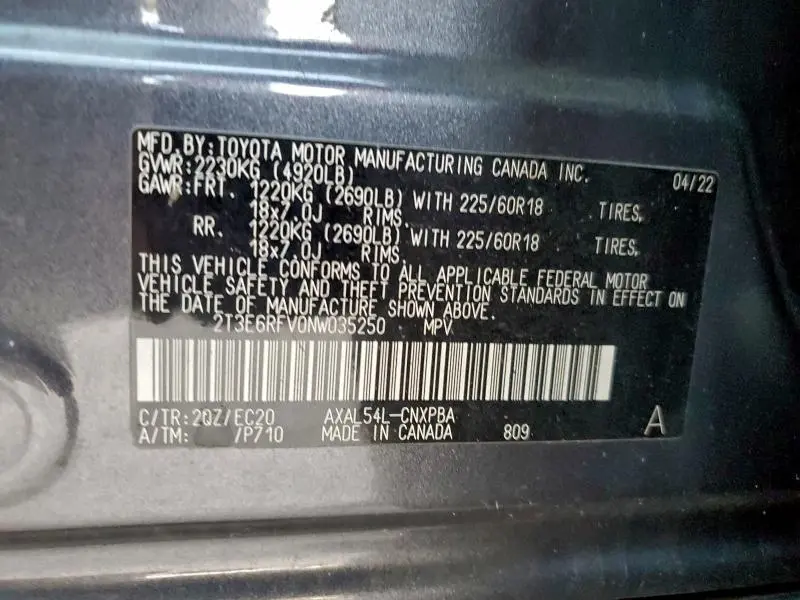 MFD. BY: TOYOTA MOTOR MANUFACTURING CANADA INC. 04/22
GVWR: 2230KG (4920LB)
GAWR: FRT. 1220KG (2690LB) WITH 225/60R18 TIRES,
18x7.0J RIMS.
RR. 1220KG (2690LB) WITH 225/60R18 TIRES,
18x7.0J RIMS.
THIS VEHICLE CONFORMS TO ALL APPLICABLE FEDERAL MOTOR
VEHICLE SAFETY AND THEFT PREVENTION STANDARDS IN EFFECT ON
THE DATE OF MANUFACTURE SHOWN ABOVE.
2T3E6RFV0NW035250 MPV
C/TR: 2QZ/EC20 AXAL54L-CNXPBA
A/TM: /P710 MADE IN CANADA 809 A